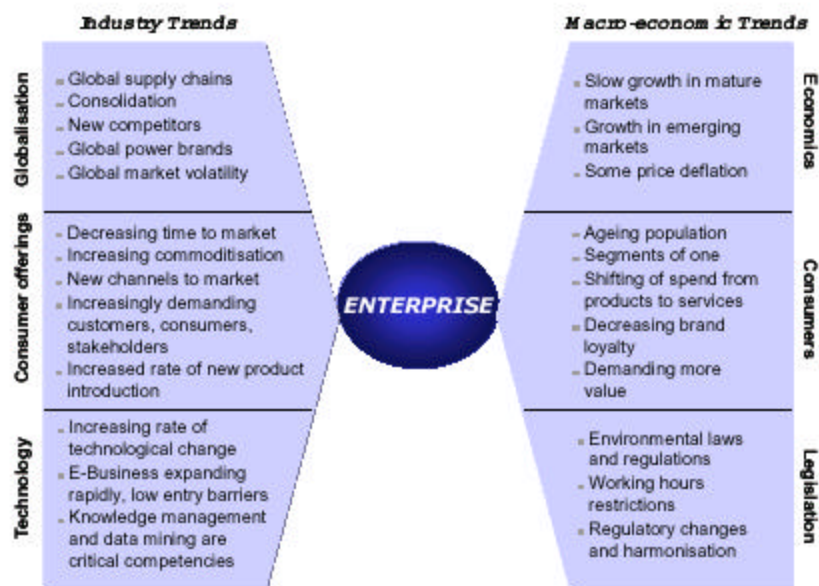 Industry Trends
Globalisation
Global supply chains
Consolidation
New competitors
Global power brands
Global market volatility
Consumer offerings
Decreasing time to market
Increasing commoditisation
New channels to market
Increasingly demanding
customers, consumers,
stakeholders
Increased rate of new product
introduction
Technology
Increasing rate of
technological change
E-Business expanding
rapidly, low entry barriers
Knowledge management
and data mining are
critical competencies
ENTERPRISE
Macro-economic Trends
Economics
Slow growth in mature
markets
Growth in emerging
markets
Some price deflation
Consumers
Ageing population
Segments of one
Shifting of spend from
products to services
Decreasing brand
loyalty
Demanding more
value
Legislation
Environmental laws
and regulations
Working hours
restrictions
Regulatory changes
and harmonisation